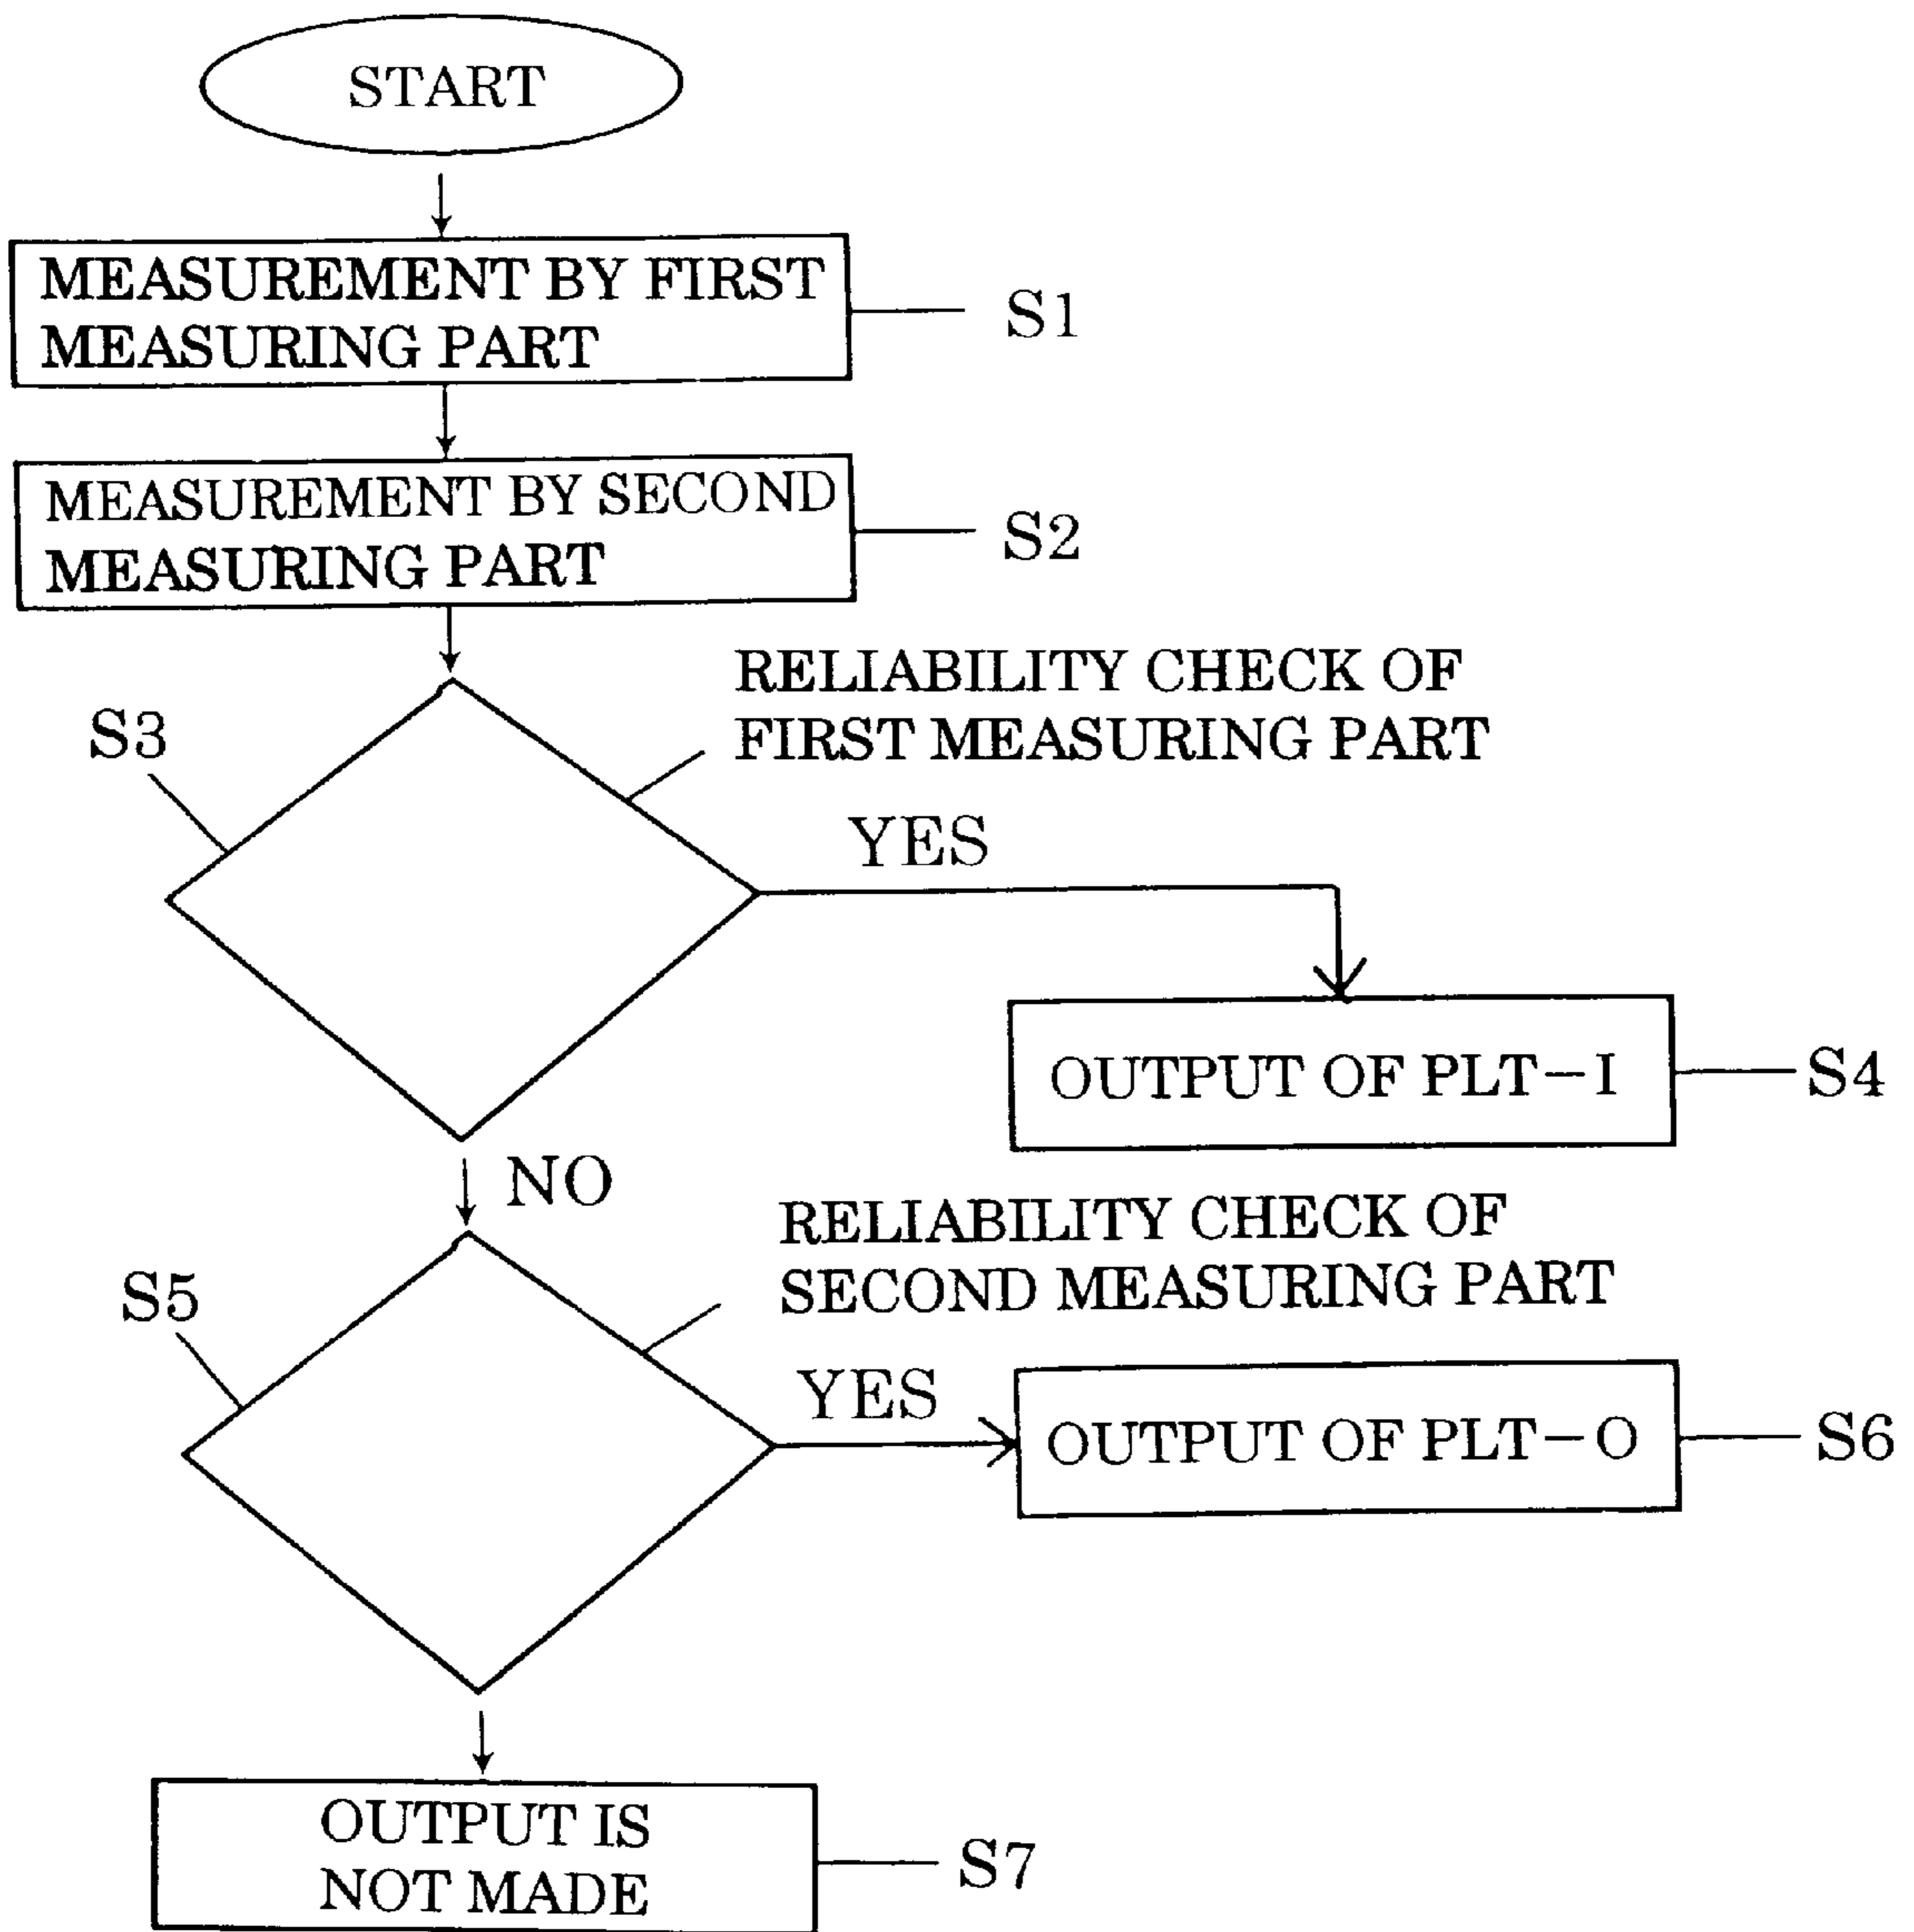 START
MEASUREMENT BY FIRST
MEASURING PART
S1
MEASUREMENT BY SECOND
MEASURING PART
S2
RELIABILITY CHECK OF
FIRST MEASURING PART
S3
YES
OUTPUT OF PLT-I
S4
NO
RELIABILITY CHECK OF
SECOND MEASURING PART
S5
YES
OUTPUT OF PLT-O
S6
OUTPUT IS
NOT MADE
S7